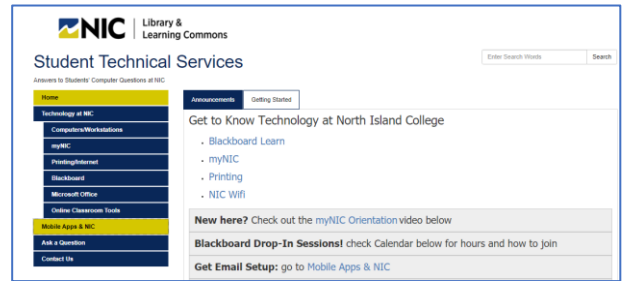 NIC Library &
Learning Commons
Student Technical Services
Enter Search Words Search
Answers to Students' Computer Questions at NIC
Home
Technology at NIC
Computers/Workstations
myNIC
Printing/Internet
Blackboard
Microsoft Office
Online Classroom Tools
Mobile Apps & NIC
Ask a Question
Contact Us
Announcements Getting Started
Get to Know Technology at North Island College
• Blackboard Learn
• myNIC
• Printing
• NIC Wifi
New here? Check out the myNIC Orientation video below
Blackboard Drop-In Sessions! check Calendar below for hours and how to join
Get Email Setup: go to Mobile Apps & NIC